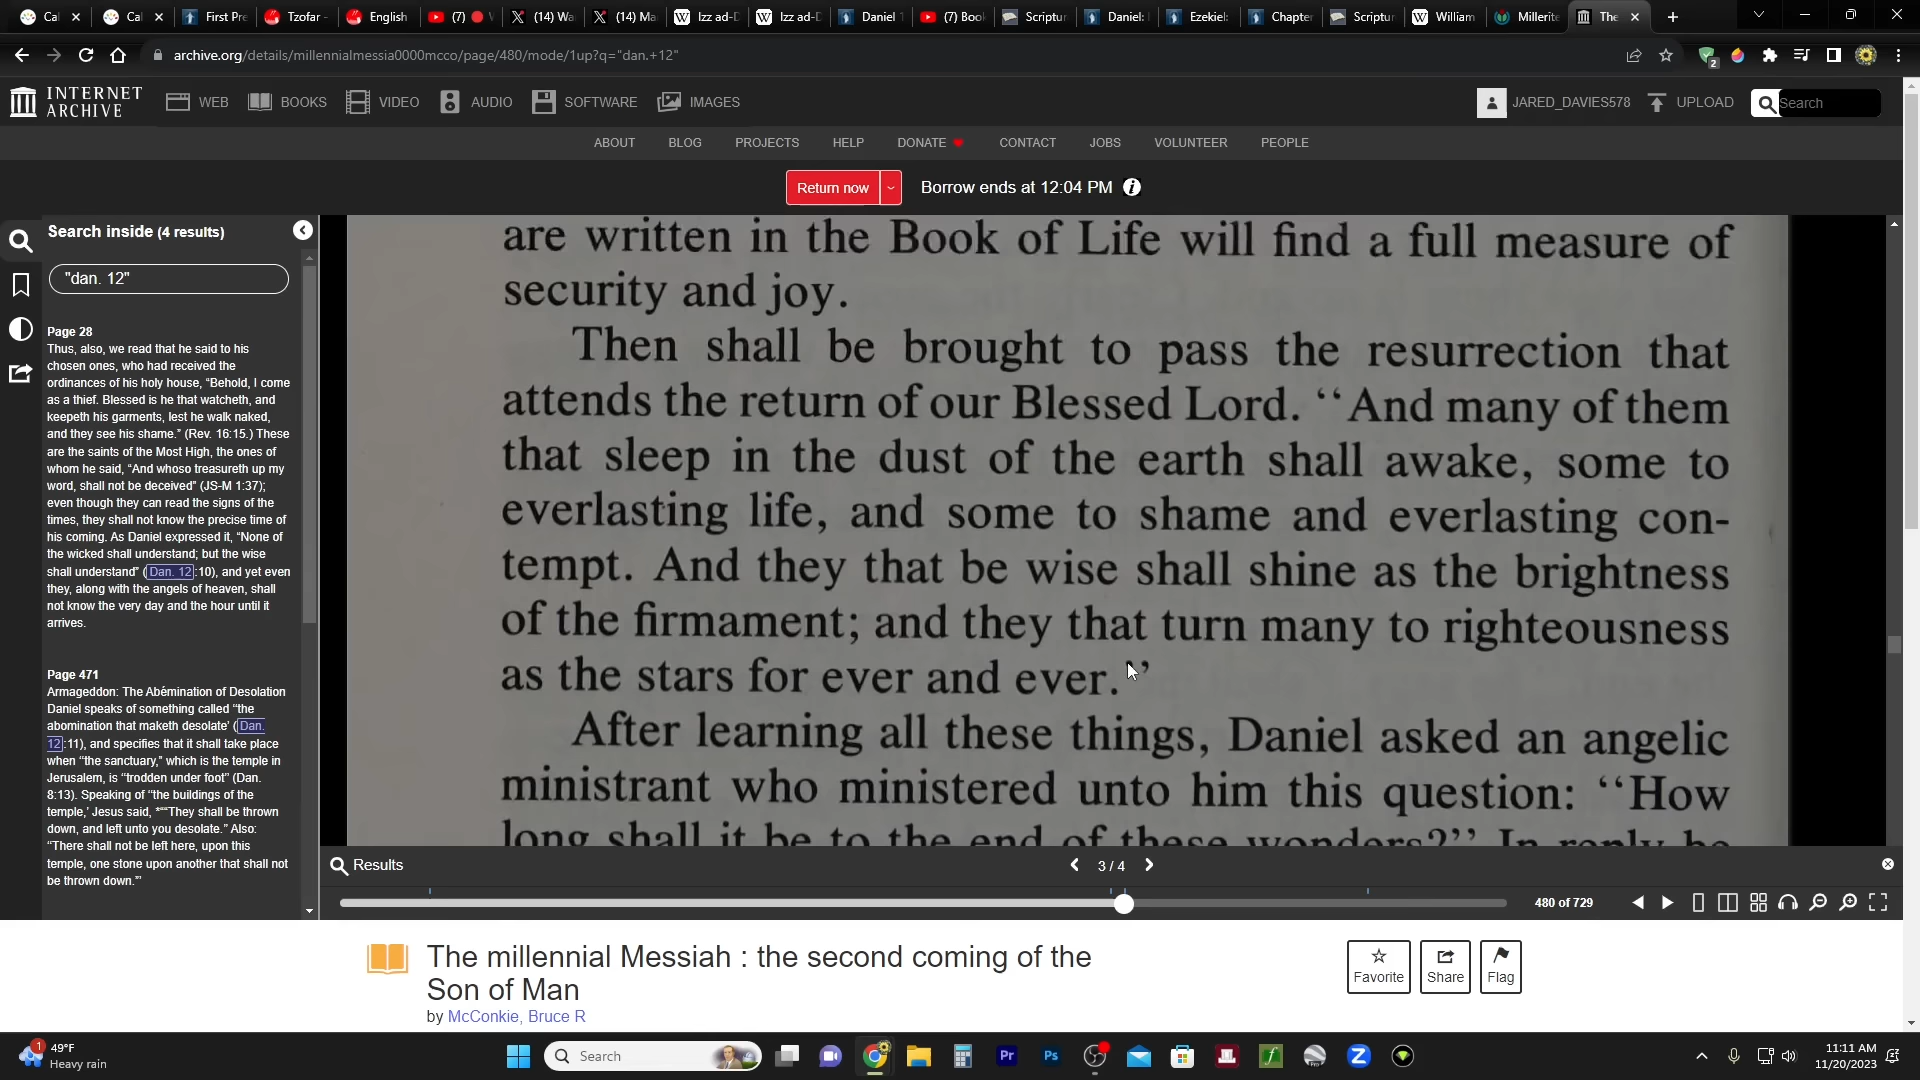 Cal
Cal
First Pre
Tzofar -
English
(7)
(14) Wa
(14) Ma
Izz ad-D
Izz ad-D
Daniel 1
(7) Book
Scriptur
Daniel:
Ezekiel:
Chapter
Scriptur
William
Millerite
The
archive.org/details/millennialmessia0000mcco/page/480/mode/1up?q="dan.+12"
2
INTERNET
ARCHIVE
WEB
BOOKS
VIDEO
AUDIO
SOFTWARE
IMAGES
JARED_DAVIES578
UPLOAD
Search
ABOUT
BLOG
PROJECTS
HELP
DONATE
CONTACT
JOBS
VOLUNTEER
PEOPLE
Return now
Borrow ends at 12:04 PM
Search inside (4 results)
"dan. 12"
Page 28
Thus, also, we read that he said to his
chosen ones, who had received the
ordinances of his holy house, “Behold, I come
as a thief. Blessed is he that watcheth, and
keepeth his garments, lest he walk naked,
and they see his shame.” (Rev. 16:15.) These
are the saints of the Most High, the ones of
whom he said, “And whoso treasureth up my
word, shall not be deceived” (JS-M 1:37);
even though they can read the signs of the
times, they shall not know the precise time of
his coming. As Daniel expressed it, “None of
the wicked shall understand; but the wise
shall understand” (Dan. 12:10), and yet even
they, along with the angels of heaven, shall
not know the very day and the hour until it
arrives.
Page 471
Armageddon: The Abémination of Desolation
Daniel speaks of something called “the
abomination that maketh desolate’ (Dan.
12:11), and specifies that it shall take place
when “the sanctuary,” which is the temple in
Jerusalem, is “trodden under foot” (Dan.
8:13). Speaking of “the buildings of the
temple,’ Jesus said, *““They shall be thrown
down, and left unto you desolate.” Also:
“There shall not be left here, upon this
temple, one stone upon another that shall not
be thrown down.”’
are written in the Book of Life will find a full measure of
security and joy.
Then shall be brought to pass the resurrection that
attends the return of our Blessed Lord. “And many of them
that sleep in the dust of the earth shall awake, some to
everlasting life, and some to shame and everlasting con-
tempt. And they that be wise shall shine as the brightness
of the firmament; and they that turn many to righteousness
as the stars for ever and ever.”
After learning all these things, Daniel asked an angelic
ministrant who ministered unto him this question: “How
long shall it be to the end of these wonders?” In reply he
Results
3 / 4
480 of 729
The millennial Messiah : the second coming of the
Son of Man
by McConkie, Bruce R
Favorite
Share
Flag
1
49°F
Heavy rain
Search
Pr
Ps
Z
11:11 AM
11/20/2023